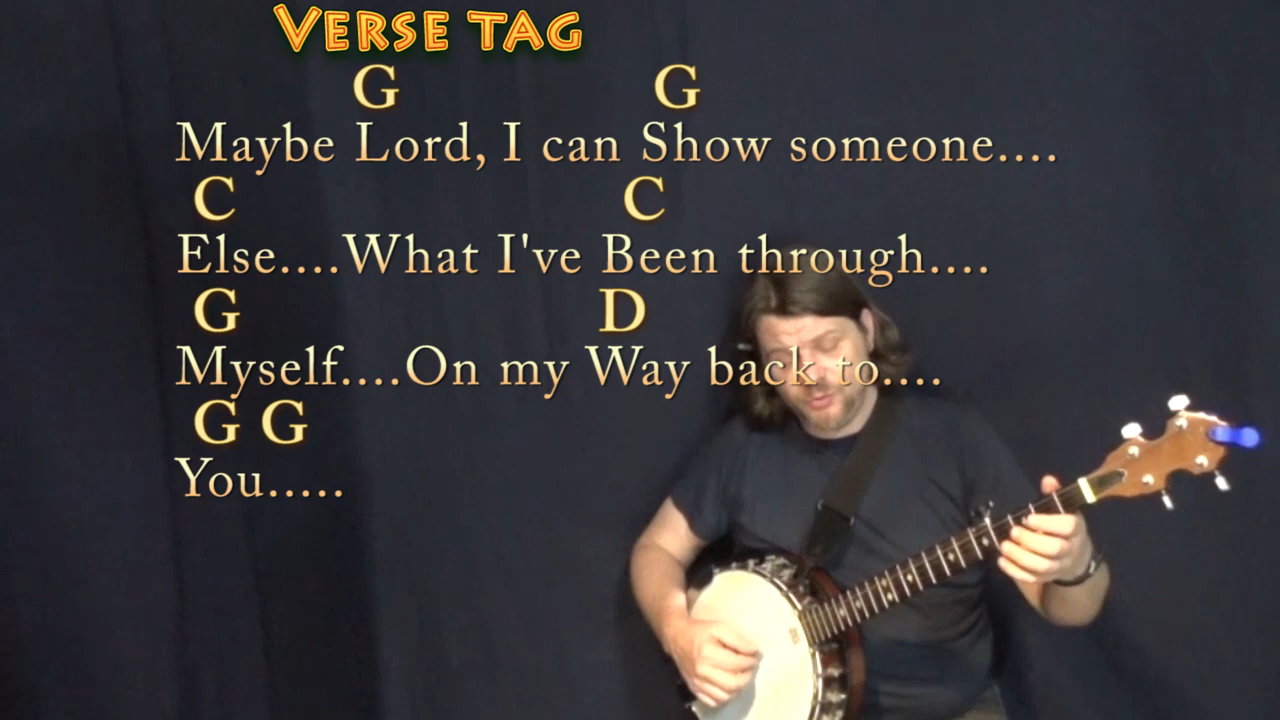 VERSE TAG
G G
Maybe Lord, I can Show someone....
C C
Else....What I've Been through....
G D
Myself....On my Way back to....
G G
You.....